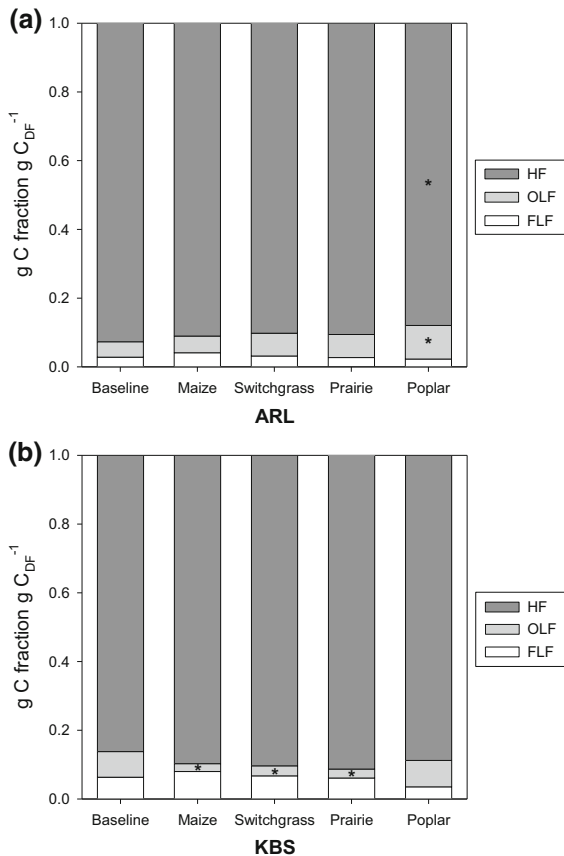 (a)
1.0
0.8
0.6
0.4
0.2
0.0
g C fraction g C_DF^-1
*
*
HF
OLF
FLF
Baseline Maize Switchgrass Prairie Poplar
ARL
(b)
1.0
0.8
0.6
0.4
0.2
0.0
g C fraction g C_DF^-1
* * *
HF
OLF
FLF
Baseline Maize Switchgrass Prairie Poplar
KBS